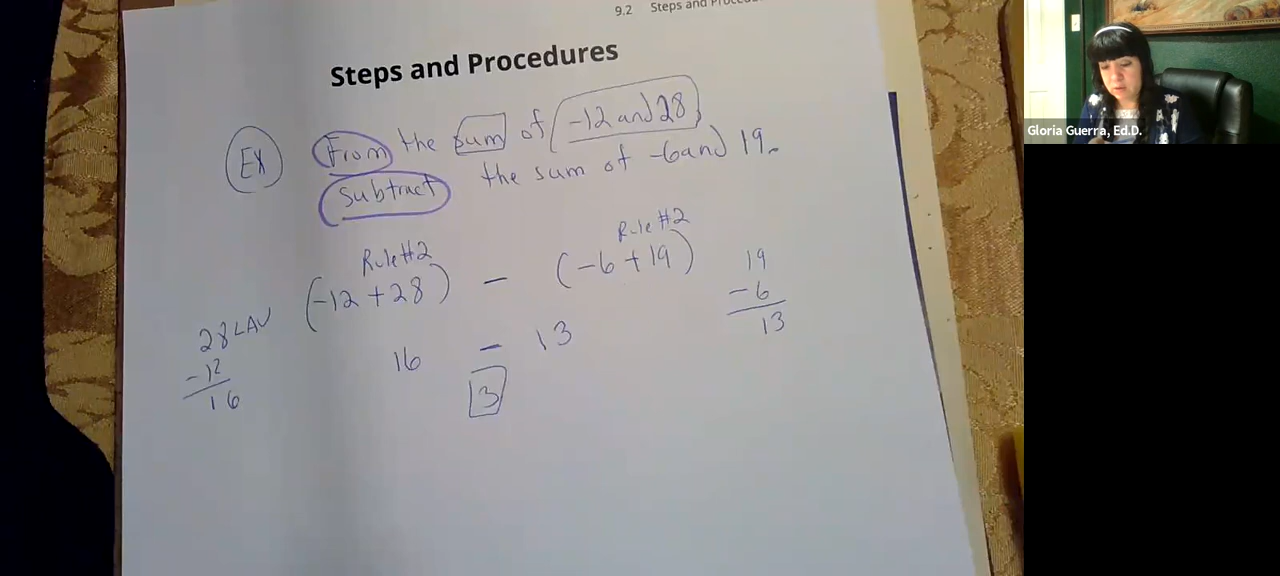 9.2 Steps and
Steps and Procedures
EX From the sum of -12 and 28,
subtract the sum of -6 and 19.
Rule #2 Rule #2
(-12 + 28) - (-6 + 19)
28 LAV
-12
16
19
-6
13
16 - 13
3
Gloria Guerra, Ed.D.